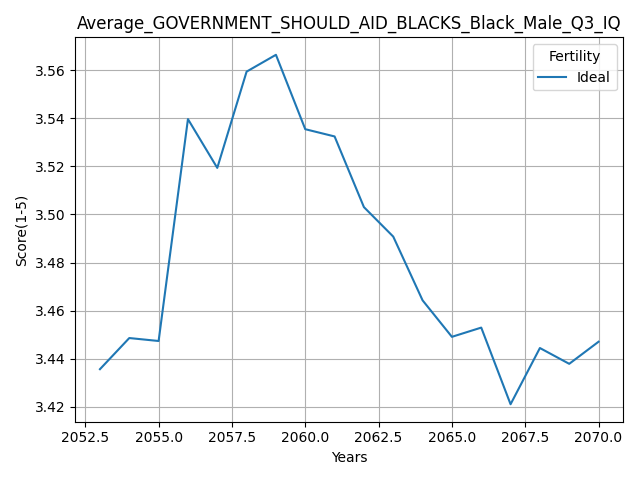 Average_GOVERNMENT_SHOULD_AID_BLACKS_Black_Male_Q3_IQ
Fertility
Ideal
3.56
3.54
3.52
3.50
3.48
3.46
3.44
3.42
Score(1-5)
2052.5 2055.0 2057.5 2060.0 2062.5 2065.0 2067.5 2070.0
Years